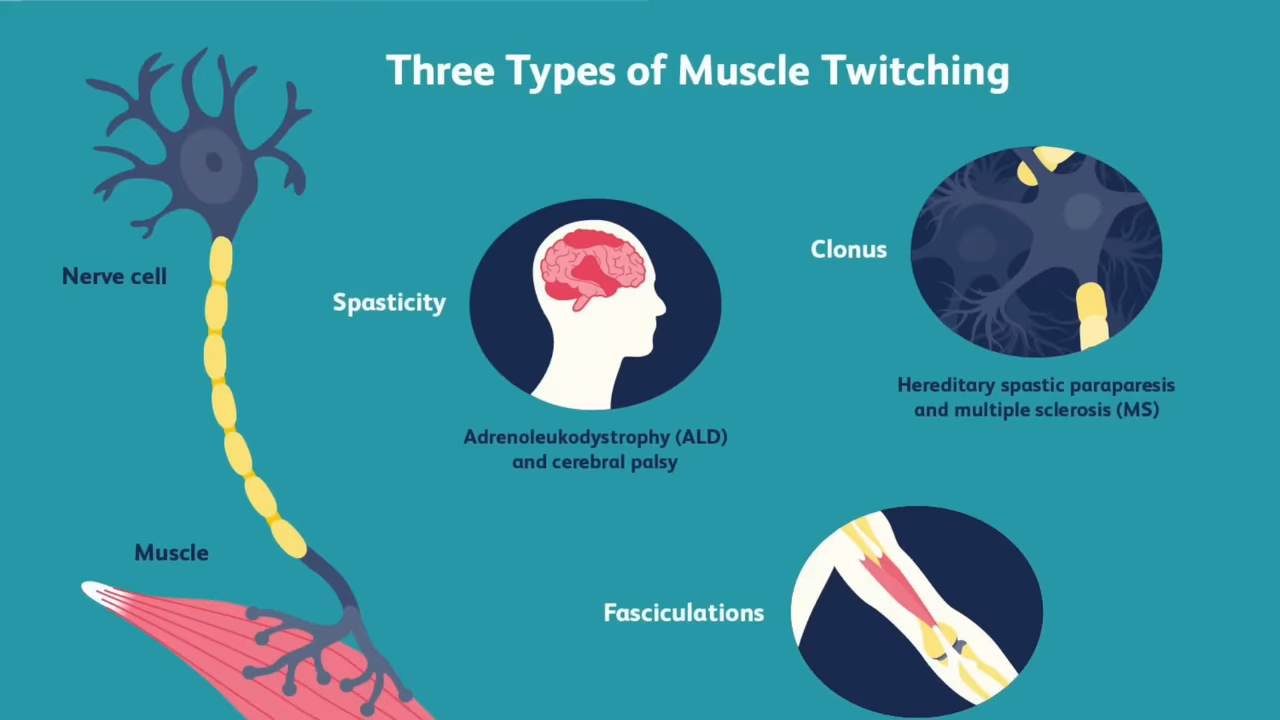 Three Types of Muscle Twitching
Nerve cell
Spasticity
Adrenoleukodystrophy (ALD)
and cerebral palsy
Clonus
Hereditary spastic paraparesis
and multiple sclerosis (MS)
Muscle
Fasciculations